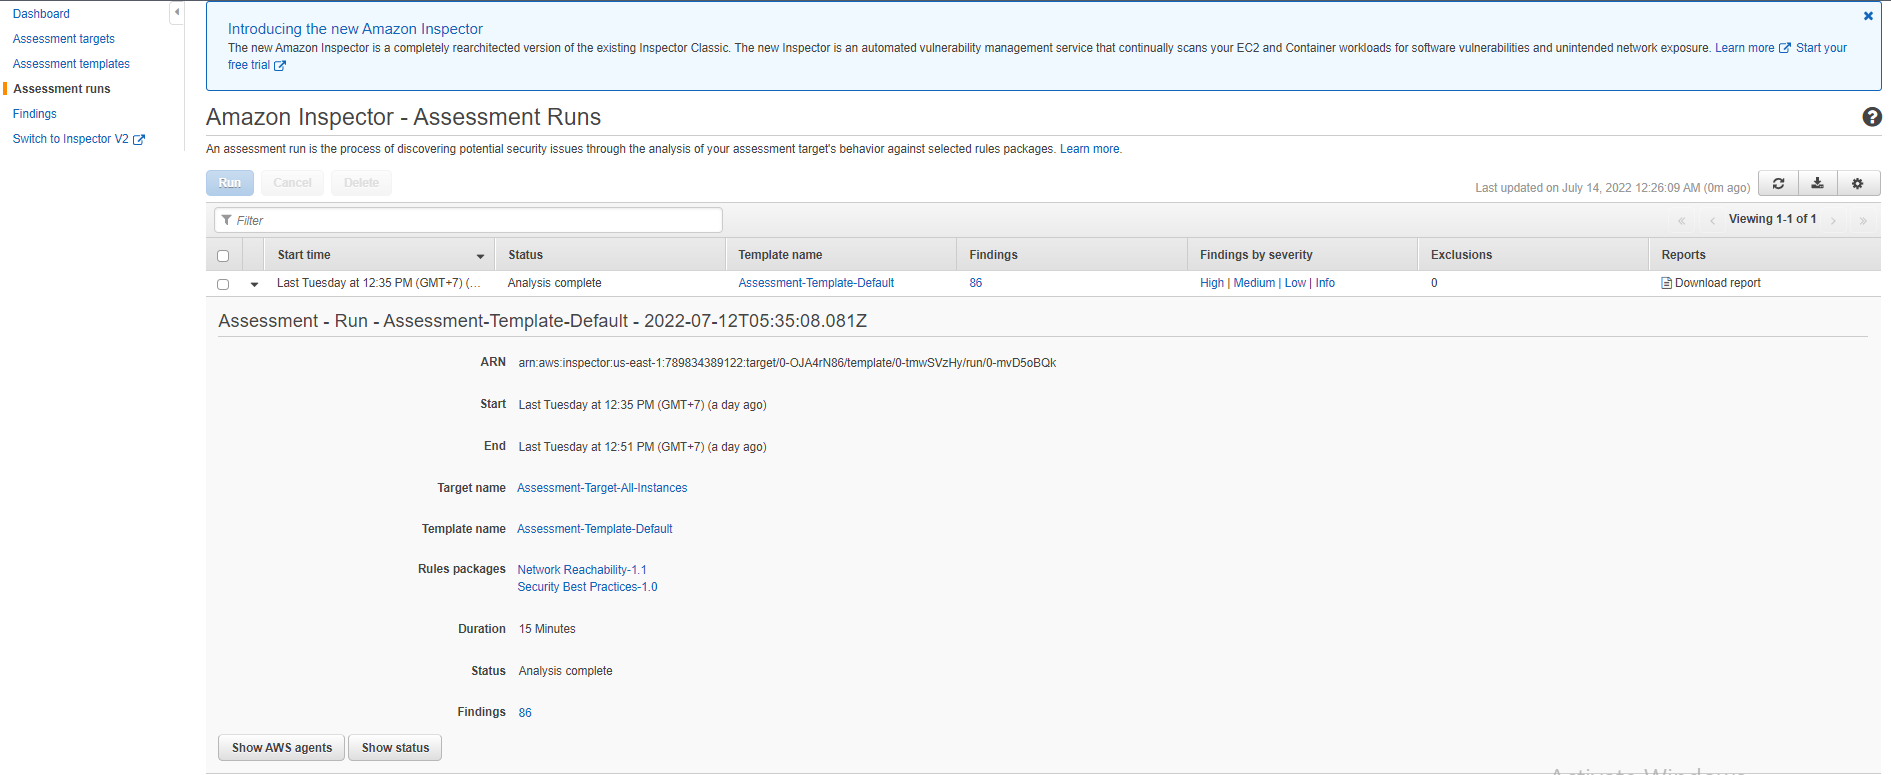 Dashboard
Assessment targets
Assessment templates
Assessment runs
Findings
Switch to Inspector V2
Introducing the new Amazon Inspector
The new Amazon Inspector is a completely rearchitected version of the existing Inspector Classic. The new Inspector is an automated vulnerability management service that continually scans your EC2 and Container workloads for software vulnerabilities and unintended network exposure. Learn more Start your
free trial
Amazon Inspector - Assessment Runs
An assessment run is the process of discovering potential security issues through the analysis of your assessment target's behavior against selected rules packages. Learn more.
Run Cancel Delete
Last updated on July 14, 2022 12:26:09 AM (0m ago)
Filter
« ‹ Viewing 1-1 of 1 › »
Start time Status Template name Findings Findings by severity Exclusions Reports
Last Tuesday at 12:35 PM (GMT+7) (... Analysis complete Assessment-Template-Default 86 High | Medium | Low | Info 0 Download report
Assessment - Run - Assessment-Template-Default - 2022-07-12T05:35:08.081Z
ARN arn:aws:inspector:us-east-1:789834389122:target/0-OJA4rN86/template/0-tmwSVzHy/run/0-mvD5oBQk
Start Last Tuesday at 12:35 PM (GMT+7) (a day ago)
End Last Tuesday at 12:51 PM (GMT+7) (a day ago)
Target name Assessment-Target-All-Instances
Template name Assessment-Template-Default
Rules packages Network Reachability-1.1
Security Best Practices-1.0
Duration 15 Minutes
Status Analysis complete
Findings 86
Show AWS agents Show status
Activate Windows